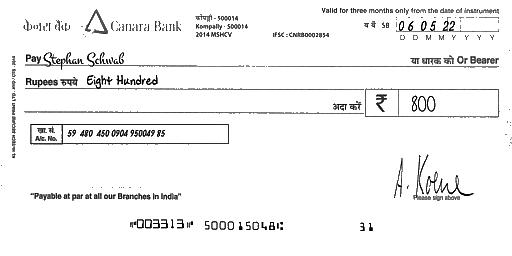 केनरा बैंक Canara Bank
कोंपल्ली - 500014
Kompally - 500014
2014 MSHCV
IFSC : CNRB0002854
Valid for three months only from the date of instrument
SB 06 05 22
D D M M Y Y Y Y
Pay Stephan Schwab या धारक को Or Bearer
Rupees रुपये Eight Hundred
अदा करें ₹ 800
खा. सं.
A/c. No. 59 480 450 0904 950049 85
A. Koene
Please sign above
"Payable at par at all our Branches in India"
⑈003313⑈ 500015048⑆ 31